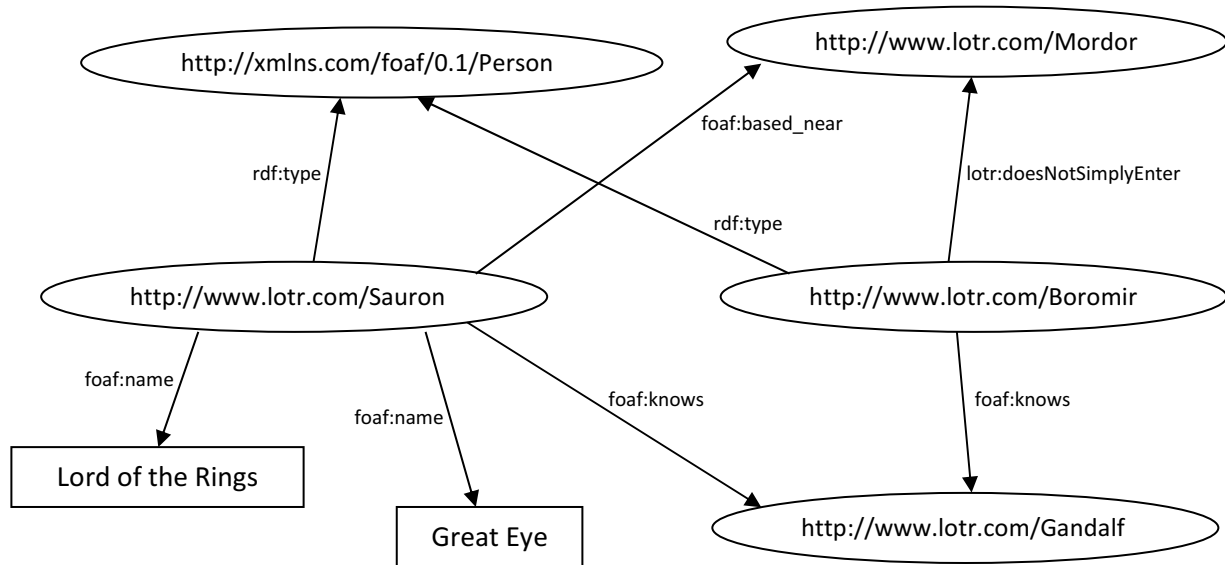 http://www.lotr.com/Mordor
http://xmlns.com/foaf/0.1/Person
foaf:based_near
rdf:type
lotr:doesNotSimplyEnter
rdf:type
http://www.lotr.com/Sauron
http://www.lotr.com/Boromir
foaf:name
foaf:knows
foaf:knows
foaf:name
Lord of the Rings
http://www.lotr.com/Gandalf
Great Eye